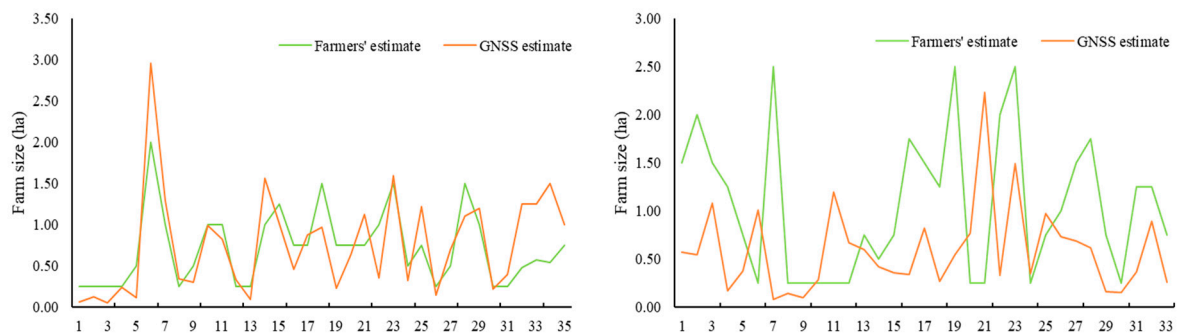 3.50
3.00
2.50
2.00
1.50
1.00
0.50
0.00
Farm size (ha)
Farmers' estimate
GNSS estimate
1 3 5 7 9 11 13 15 17 19 21 23 25 27 29 31 33 35
3.00
2.50
2.00
1.50
1.00
0.50
0.00
Farm size (ha)
Farmers' estimate
GNSS estimate
1 3 5 7 9 11 13 15 17 19 21 23 25 27 29 31 33